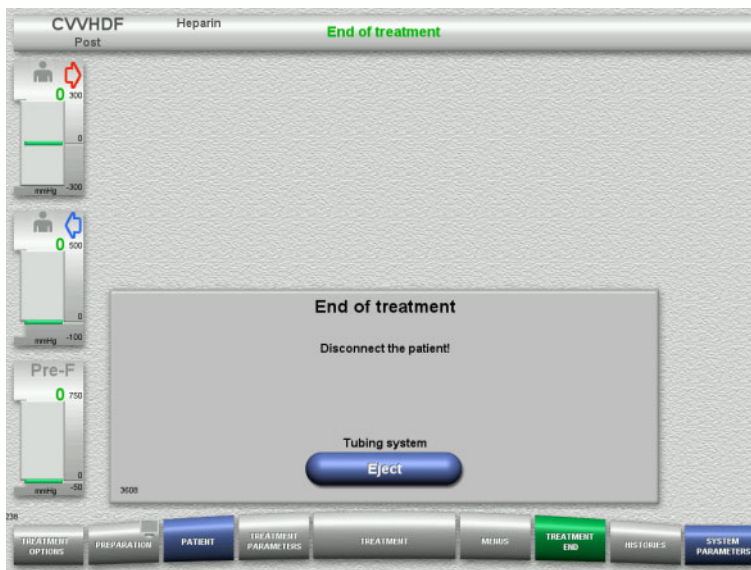 CVVHDF
Post
Heparin
End of treatment
0
300
0
-300
mmHg
0
500
0
-100
mmHg
Pre-F
0
750
0
-50
mmHg
End of treatment
Disconnect the patient!
Tubing system
Eject
3608
238
TREATMENT
OPTIONS
PREPARATION
PATIENT
TREATMENT
PARAMETERS
TREATMENT
MENUS
TREATMENT
END
HISTORIES
SYSTEM
PARAMETERS